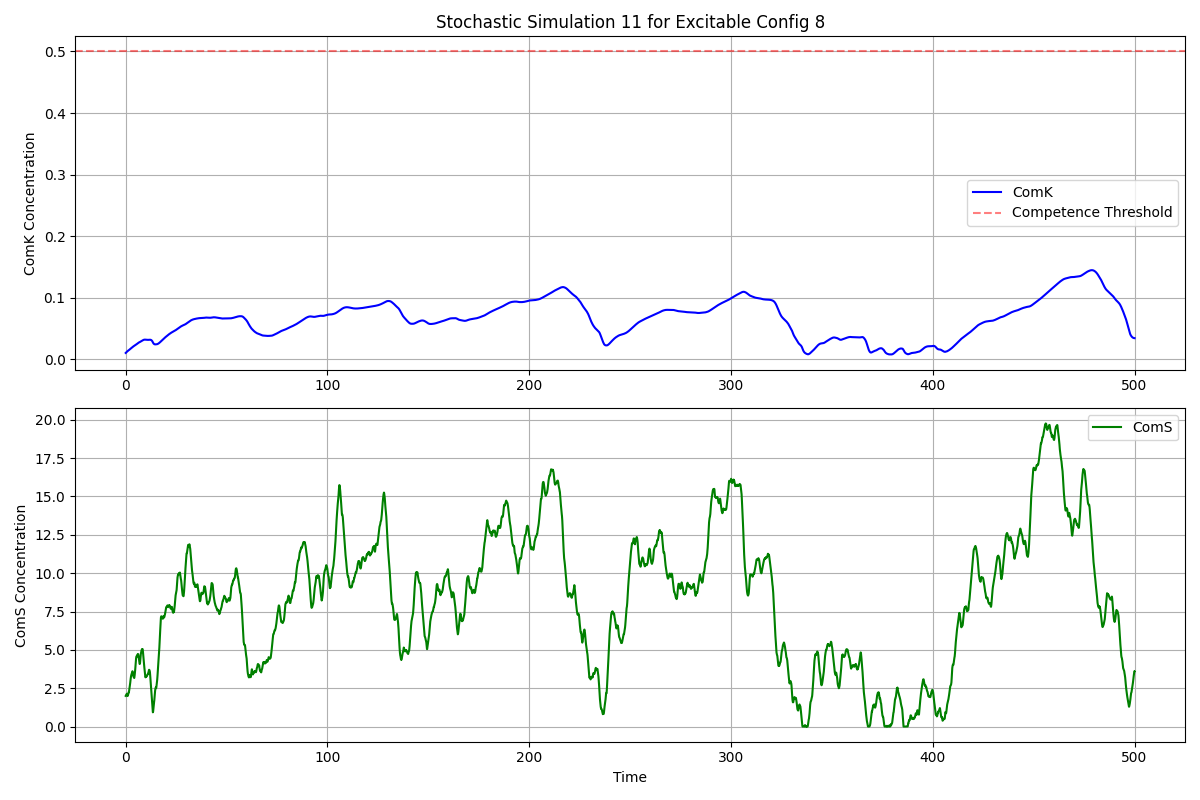 Stochastic Simulation 11 for Excitable Config 8
0.5
0.4
0.3
0.2
0.1
0.0
ComK Concentration
ComK
Competence Threshold
0 100 200 300 400 500
20.0
17.5
15.0
12.5
10.0
7.5
5.0
2.5
0.0
ComS Concentration
ComS
0 100 200 300 400 500
Time